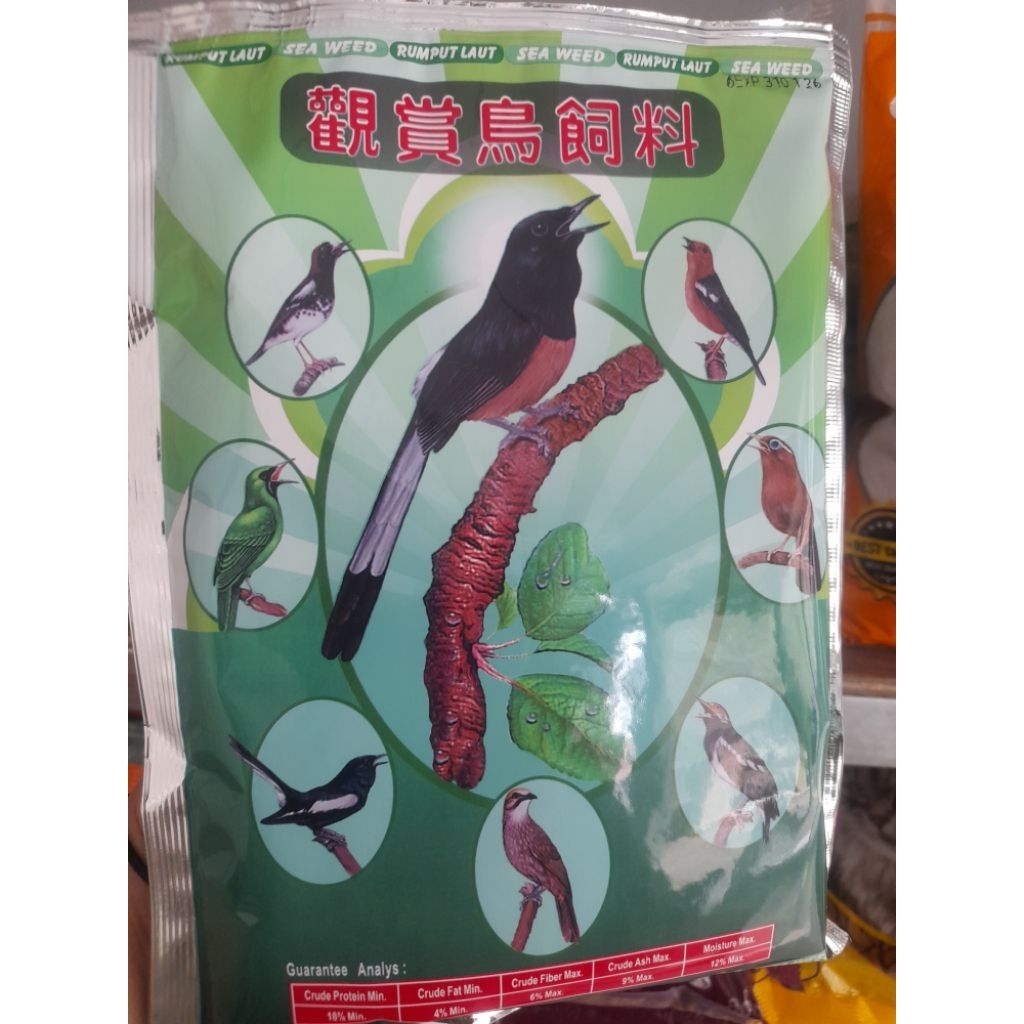 RUMPUT LAUT SEA WEED RUMPUT LAUT SEA WEED RUMPUT LAUT SEA WEED
觀賞鳥飼料
Guarantee Analys :
Crude Protein Min. Crude Fat Min. Crude Fiber Max. Crude Ash Max. Moisture Max.
18% Min. 4% Min. 6% Max. 9% Max. 12% Max.